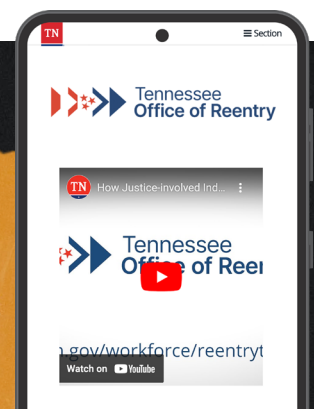 TN
Section
Tennessee
Office of Reentry
TN How Justice-involved Ind...
Tennessee
Office of Reer
n.gov/workforce/reentryt
Watch on YouTube